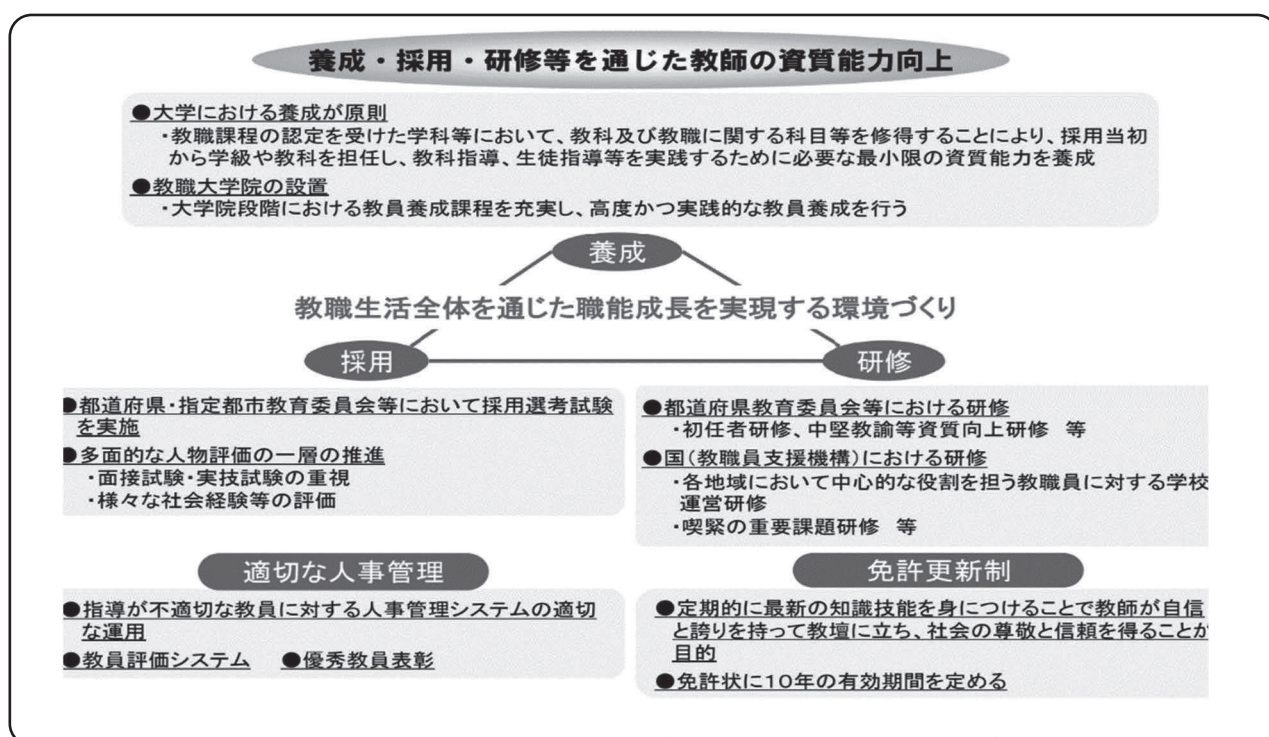 養成・採用・研修等を通じた教師の資質能力向上
●大学における養成が原則
・教職課程の認定を受けた学科等において、教科及び教職に関する科目等を修得することにより、採用当初
から学級や教科を担任し、教科指導、生徒指導等を実践するために必要な最小限の資質能力を養成
●教職大学院の設置
・大学院段階における教員養成課程を充実し、高度かつ実践的な教員養成を行う
養成
教職生活全体を通じた職能成長を実現する環境づくり
採用
研修
●都道府県・指定都市教育委員会等において採用選考試験
を実施
●多面的な人物評価の一層の推進
・面接試験・実技試験の重視
・様々な社会経験等の評価
●都道府県教育委員会等における研修
・初任者研修、中堅教諭等資質向上研修 等
●国(教職員支援機構)における研修
・各地域において中心的な役割を担う教職員に対する学校
運営研修
・喫緊の重要課題研修 等
適切な人事管理
●指導が不適切な教員に対する人事管理システムの適切
な運用
●教員評価システム ●優秀教員表彰
免許更新制
●定期的に最新の知識技能を身につけることで教師が自信
と誇りを持って教壇に立ち、社会の尊敬と信頼を得ることが
目的
●免許状に10年の有効期間を定める